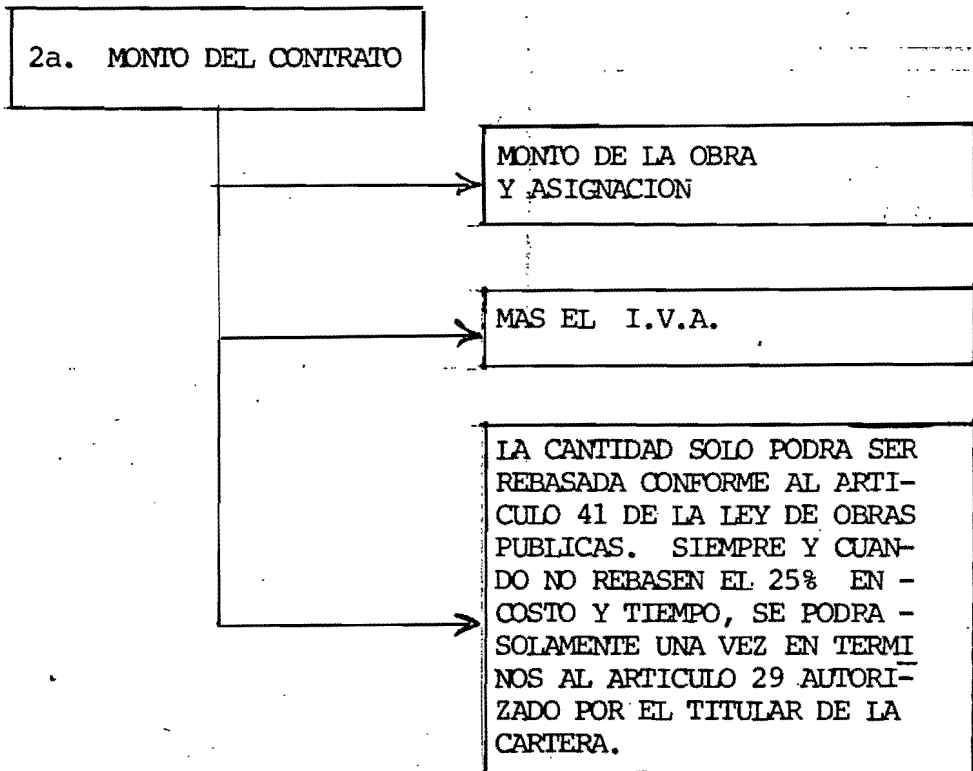 2a. MONTO DEL CONTRATO
MONTO DE LA OBRA
Y ASIGNACION
MAS EL I.V.A.
LA CANTIDAD SOLO PODRA SER
REBASADA CONFORME AL ARTI-
CULO 41 DE LA LEY DE OBRAS
PUBLICAS. SIEMPRE Y CUAN-
DO NO REBASEN EL 25% EN -
COSTO Y TIEMPO, SE PODRA -
SOLAMENTE UNA VEZ EN TERMI
NOS AL ARTICULO 29 AUTORI-
ZADO POR EL TITULAR DE LA
CARTERA.